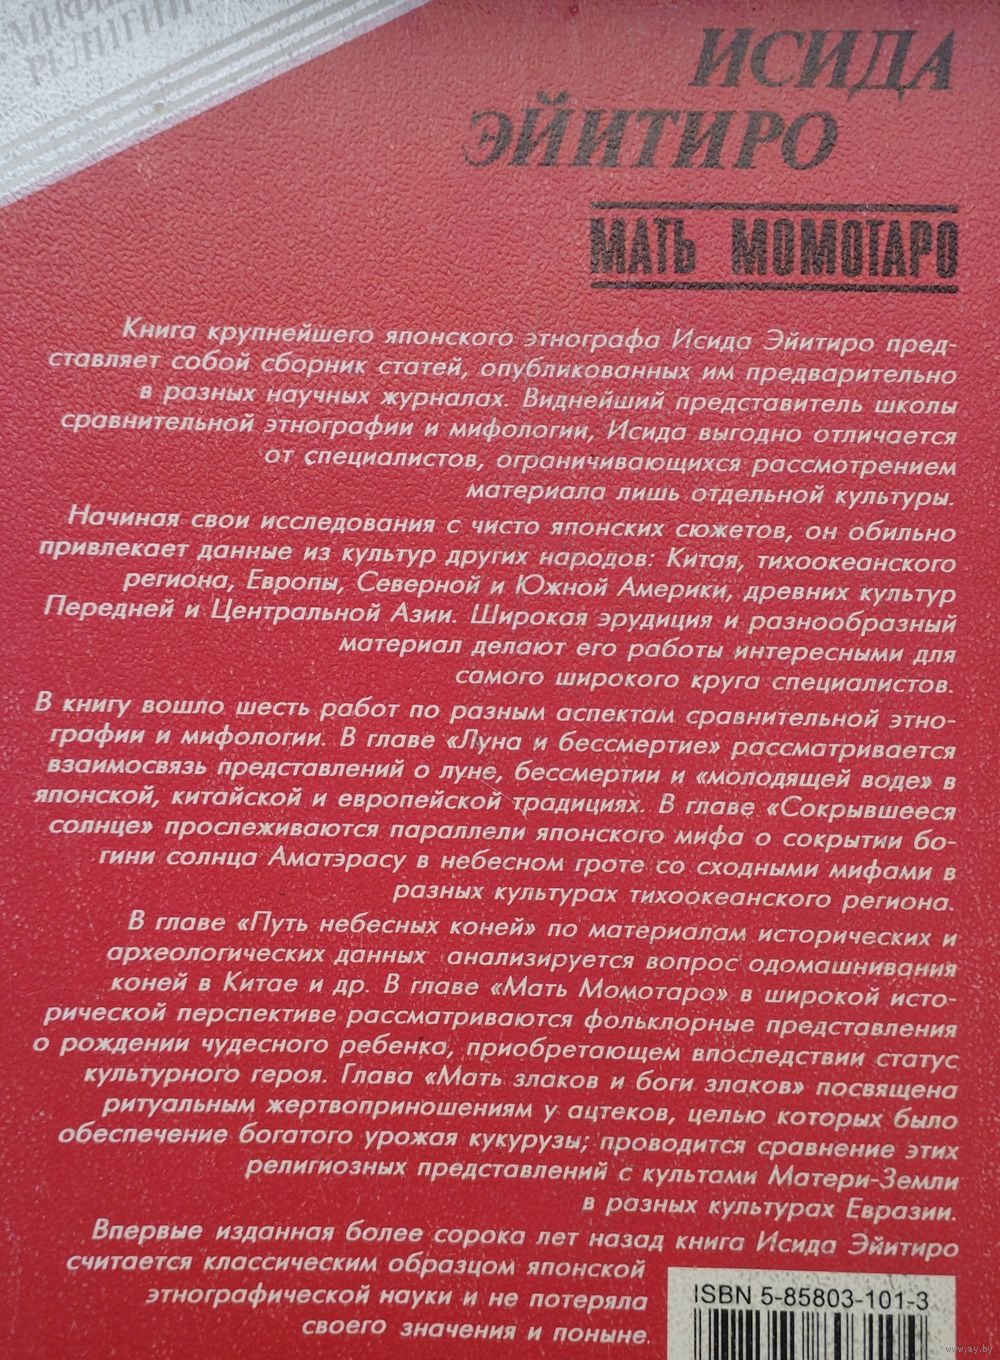 МИФЫ
РЕЛИГИИ
ИСИДА
ЭЙИТИРО
МАТЬ МОМОТАРО
Книга крупнейшего японского этнографа Исида Эйитиро пред-
ставляет собой сборник статей, опубликованных им предварительно
в разных научных журналах. Виднейший представитель школы
сравнительной этнографии и мифологии, Исида выгодно отличается
от специалистов, ограничивающихся рассмотрением
материала лишь отдельной культуры.
Начиная свои исследования с чисто японских сюжетов, он обильно
привлекает данные из культур других народов: Китая, тихоокеанского
региона, Европы, Северной и Южной Америки, древних культур
Передней и Центральной Азии. Широкая эрудиция и разнообразный
материал делают его работы интересными для
самого широкого круга специалистов.
В книгу вошло шесть работ по разным аспектам сравнительной этно-
графии и мифологии. В главе «Луна и бессмертие» рассматривается
взаимосвязь представлений о луне, бессмертии и «молодящей воде» в
японской, китайской и европейской традициях. В главе «Сокрывшееся
солнце» прослеживаются параллели японского мифа о сокрытии бо-
гини солнца Аматэрасу в небесном гроте со сходными мифами в
разных культурах тихоокеанского региона.
В главе «Путь небесных коней» по материалам исторических и
археологических данных анализируется вопрос одомашнивания
коней в Китае и др. В главе «Мать Момотаро» в широкой исто-
рической перспективе рассматриваются фольклорные представления
о рождении чудесного ребенка, приобретающем впоследствии статус
культурного героя. Глава «Мать злаков и боги злаков» посвящена
ритуальным жертвоприношениям у ацтеков, целью которых было
обеспечение богатого урожая кукурузы; проводится сравнение этих
религиозных представлений с культами Матери-Земли
в разных культурах Евразии.
Впервые изданная более сорока лет назад книга Исида Эйитиро
считается классическим образцом японской
этнографической науки и не потеряла
своего значения и поныне.
ISBN 5-85803-101-3
www.ay.by